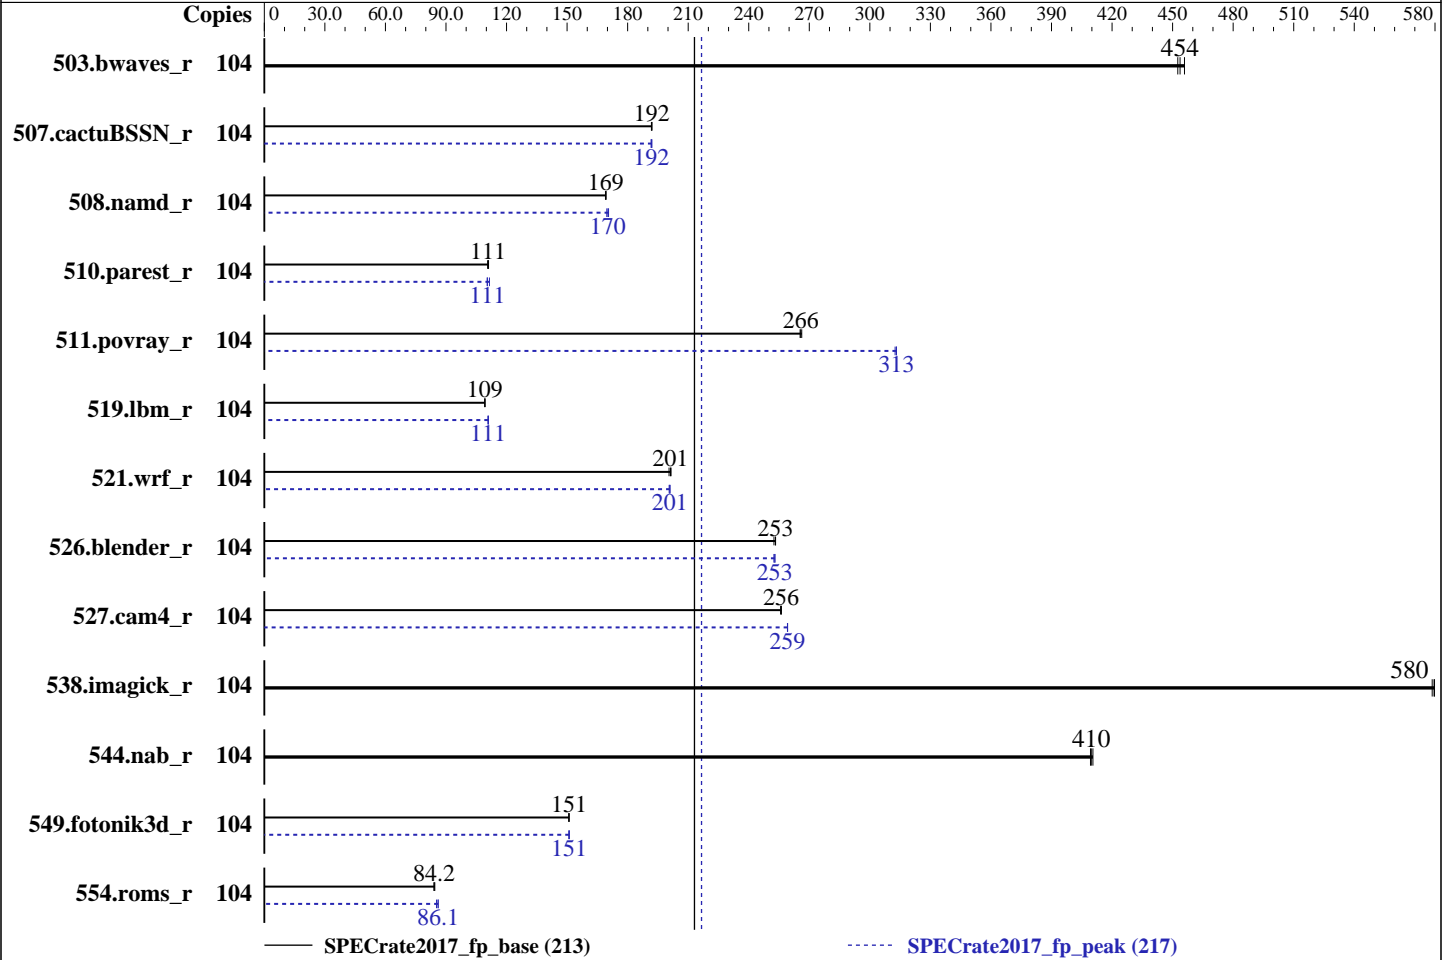 Copies 0 30.0 60.0 90.0 120 150 180 210 240 270 300 330 360 390 420 450 480 510 540 580
503.bwaves_r 104 454
507.cactuBSSN_r 104 192
192
508.namd_r 104 169
170
510.parest_r 104 111
111
511.povray_r 104 266
313
519.lbm_r 104 109
111
521.wrf_r 104 201
201
526.blender_r 104 253
253
527.cam4_r 104 256
259
538.imagick_r 104 580
544.nab_r 104 410
549.fotonik3d_r 104 151
151
554.roms_r 104 84.2
86.1
SPECrate2017_fp_base (213) SPECrate2017_fp_peak (217)